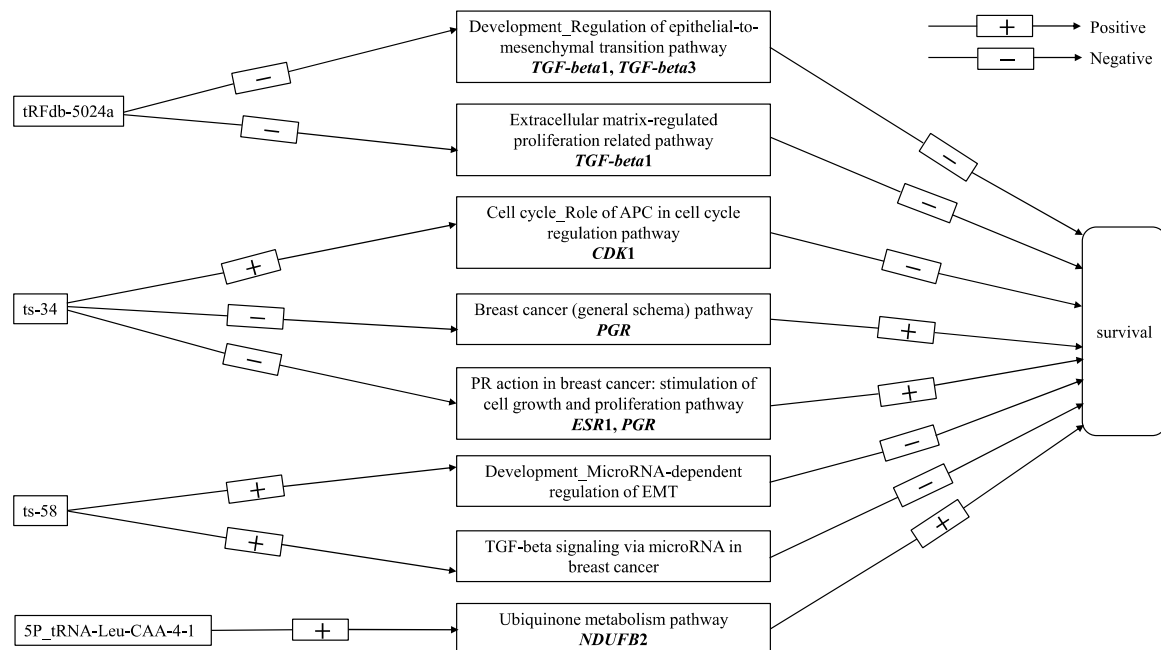 Development_Regulation of epithelial-to-
mesenchymal transition pathway
TGF-beta1, TGF-beta3
+
Positive
−
Negative
tRFdb-5024a
−
−
Extracellular matrix-regulated
proliferation related pathway
TGF-beta1
−
−
Cell cycle_Role of APC in cell cycle
regulation pathway
CDK1
ts-34
+
−
−
−
Breast cancer (general schema) pathway
PGR
+
survival
PR action in breast cancer: stimulation of
cell growth and proliferation pathway
ESR1, PGR
+
ts-58
+
+
Development_MicroRNA-dependent
regulation of EMT
−
TGF-beta signaling via microRNA in
breast cancer
−
5P_tRNA-Leu-CAA-4-1
+
Ubiquinone metabolism pathway
NDUFB2
+